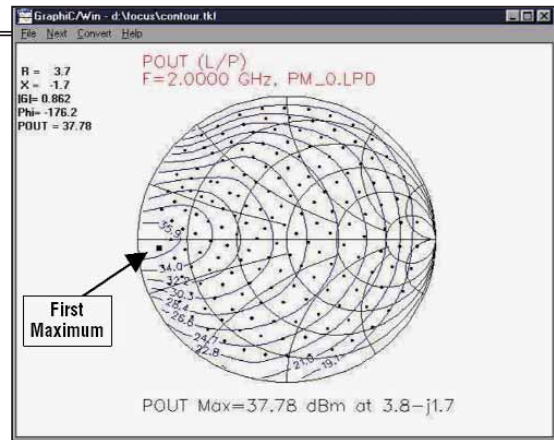 GraphiC/Win - d:\focus\contour.tkf
File Next Convert Help
POUT (L/P)
F=2.0000 GHz, PM_0.LPD
R = 3.7
X = -1.7
|G|= 0.862
Phi= -176.2
POUT = 37.78
35.9
34.0
32.2
30.3
28.4
26.6
24.7
22.8
21.0
19.1
First
Maximum
POUT Max=37.78 dBm at 3.8-j1.7